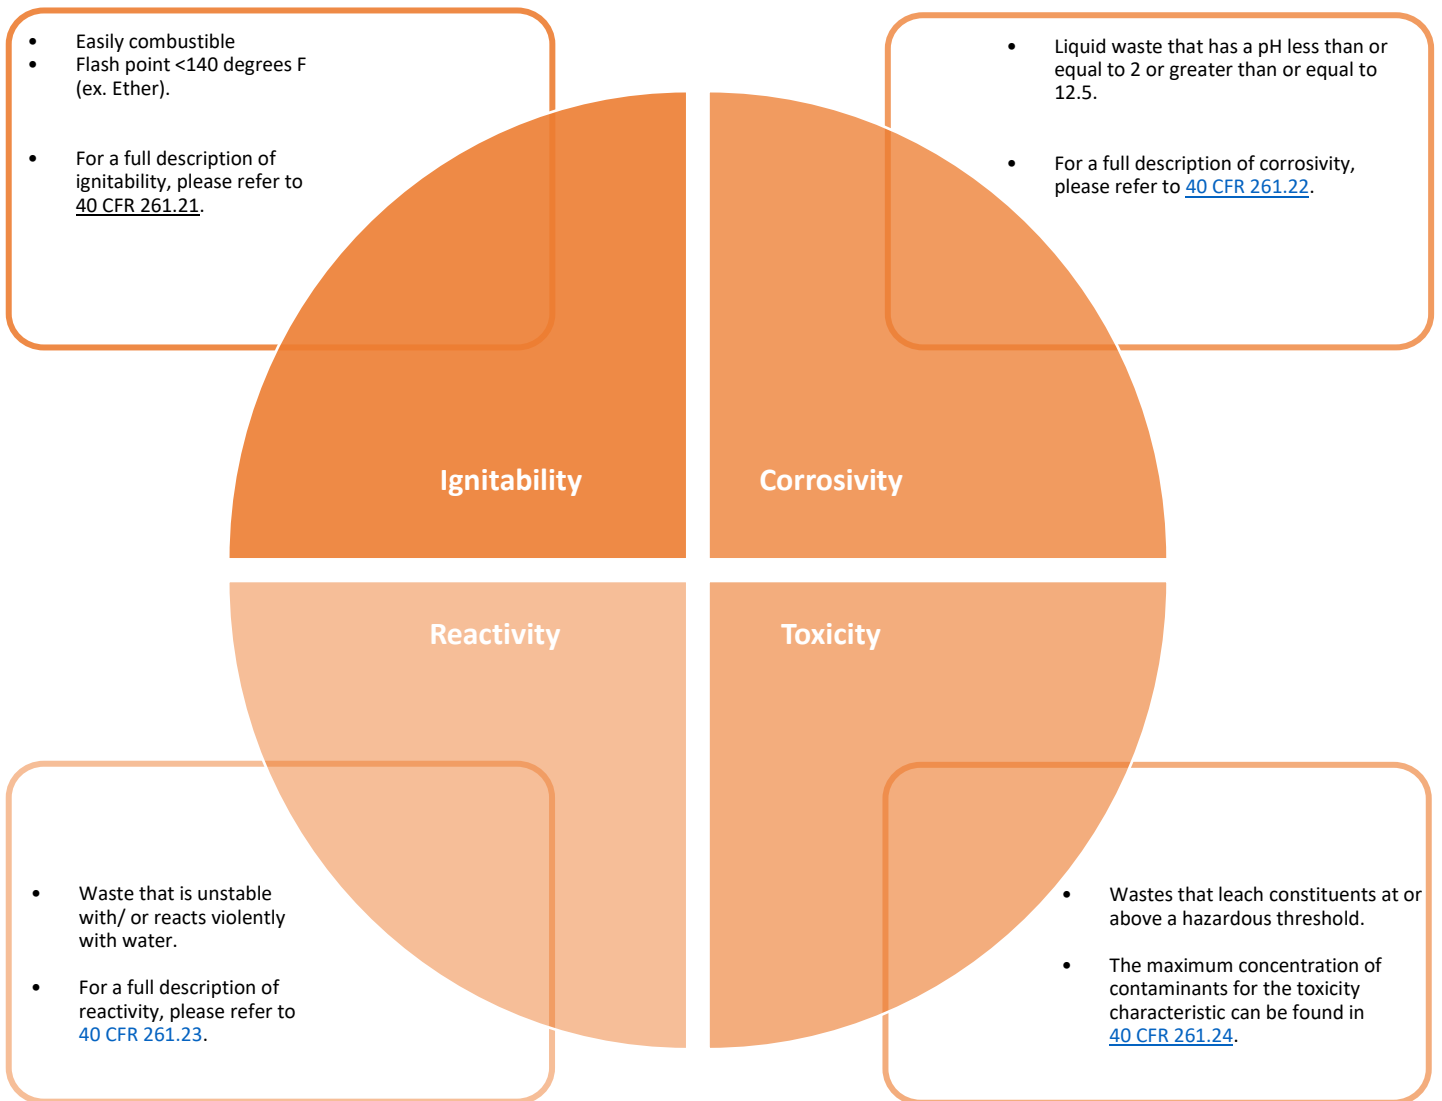 • Easily combustible
• Flash point <140 degrees F
(ex. Ether).
• For a full description of
ignitability, please refer to
40 CFR 261.21.
• Liquid waste that has a pH less than or
equal to 2 or greater than or equal to
12.5.
• For a full description of corrosivity,
please refer to 40 CFR 261.22.
Ignitability
Corrosivity
Reactivity
Toxicity
• Waste that is unstable
with/ or reacts violently
with water.
• For a full description of
reactivity, please refer to
40 CFR 261.23.
• Wastes that leach constituents at or
above a hazardous threshold.
• The maximum concentration of
contaminants for the toxicity
characteristic can be found in
40 CFR 261.24.